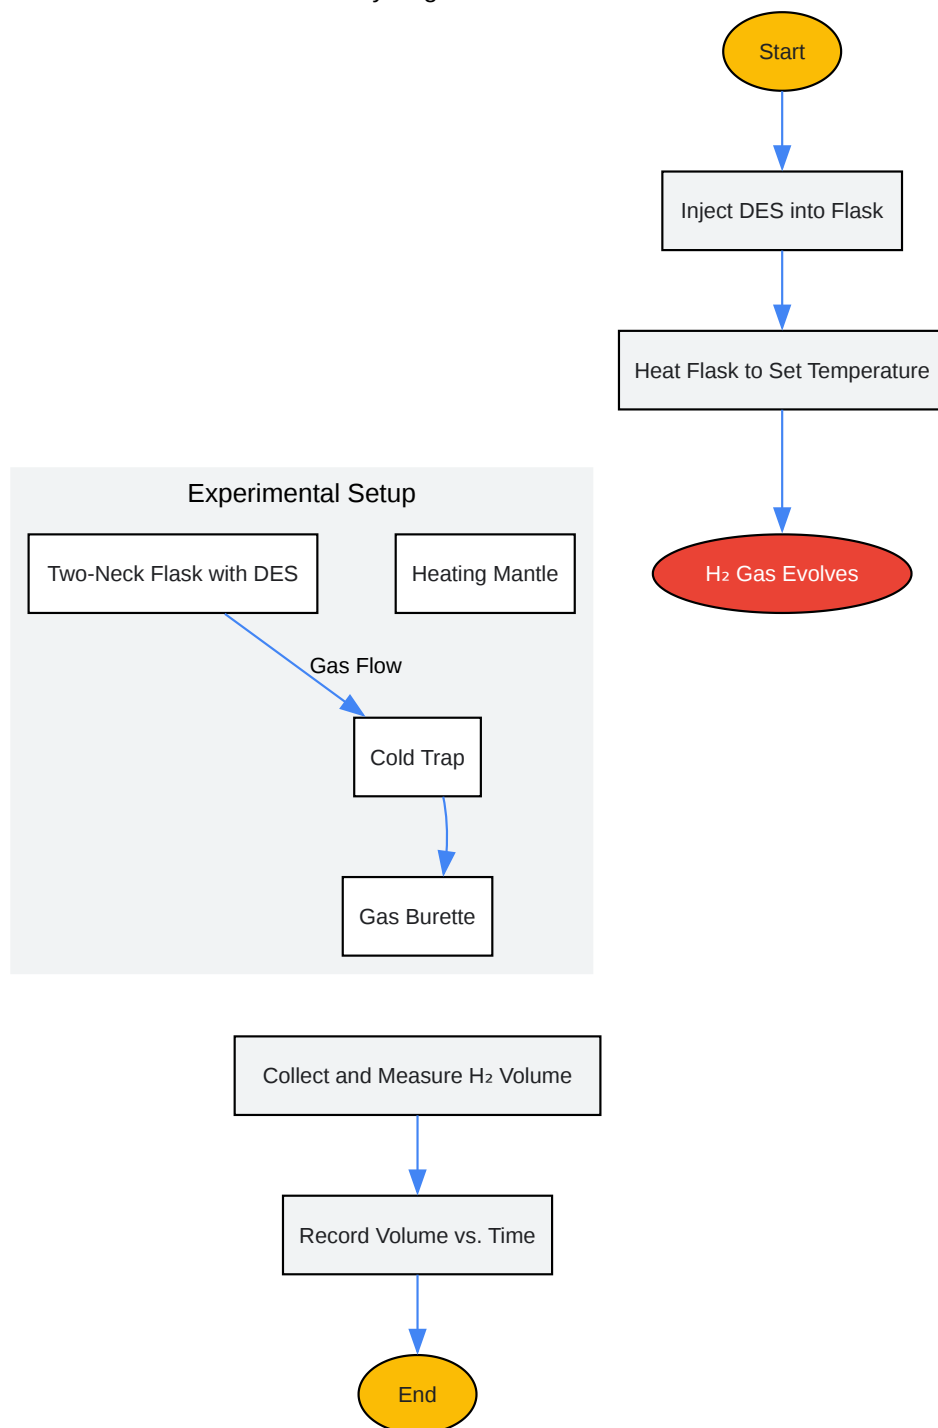 Start
Inject DES into Flask
Heat Flask to Set Temperature
Experimental Setup
Two-Neck Flask with DES
Heating Mantle
H₂ Gas Evolves
Gas Flow
Cold Trap
Gas Burette
Collect and Measure H₂ Volume
Record Volume vs. Time
End